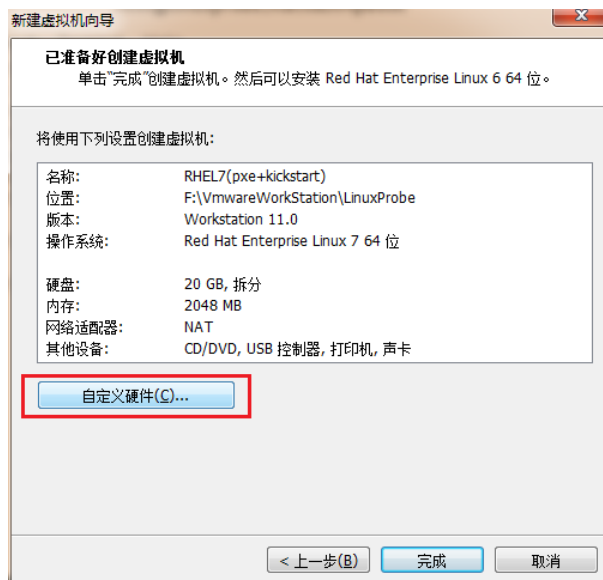 新建虚拟机向导
已准备好创建虚拟机
单击"完成"创建虚拟机。然后可以安装 Red Hat Enterprise Linux 6 64 位。
将使用下列设置创建虚拟机:
名称: RHEL7(pxe+kickstart)
位置: F:\VmwareWorkStation\LinuxProbe
版本: Workstation 11.0
操作系统: Red Hat Enterprise Linux 7 64 位
硬盘: 20 GB, 拆分
内存: 2048 MB
网络适配器: NAT
其他设备: CD/DVD, USB 控制器, 打印机, 声卡
自定义硬件(C)...
< 上一步(B) 完成 取消